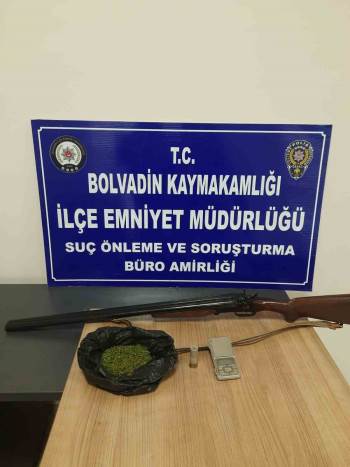 T.C.
BOLVADİN KAYMAKAMLIĞI
İLÇE EMNİYET MÜDÜRLÜĞÜ
SUÇ ÖNLEME VE SORUŞTURMA
BÜRO AMİRLİĞİ